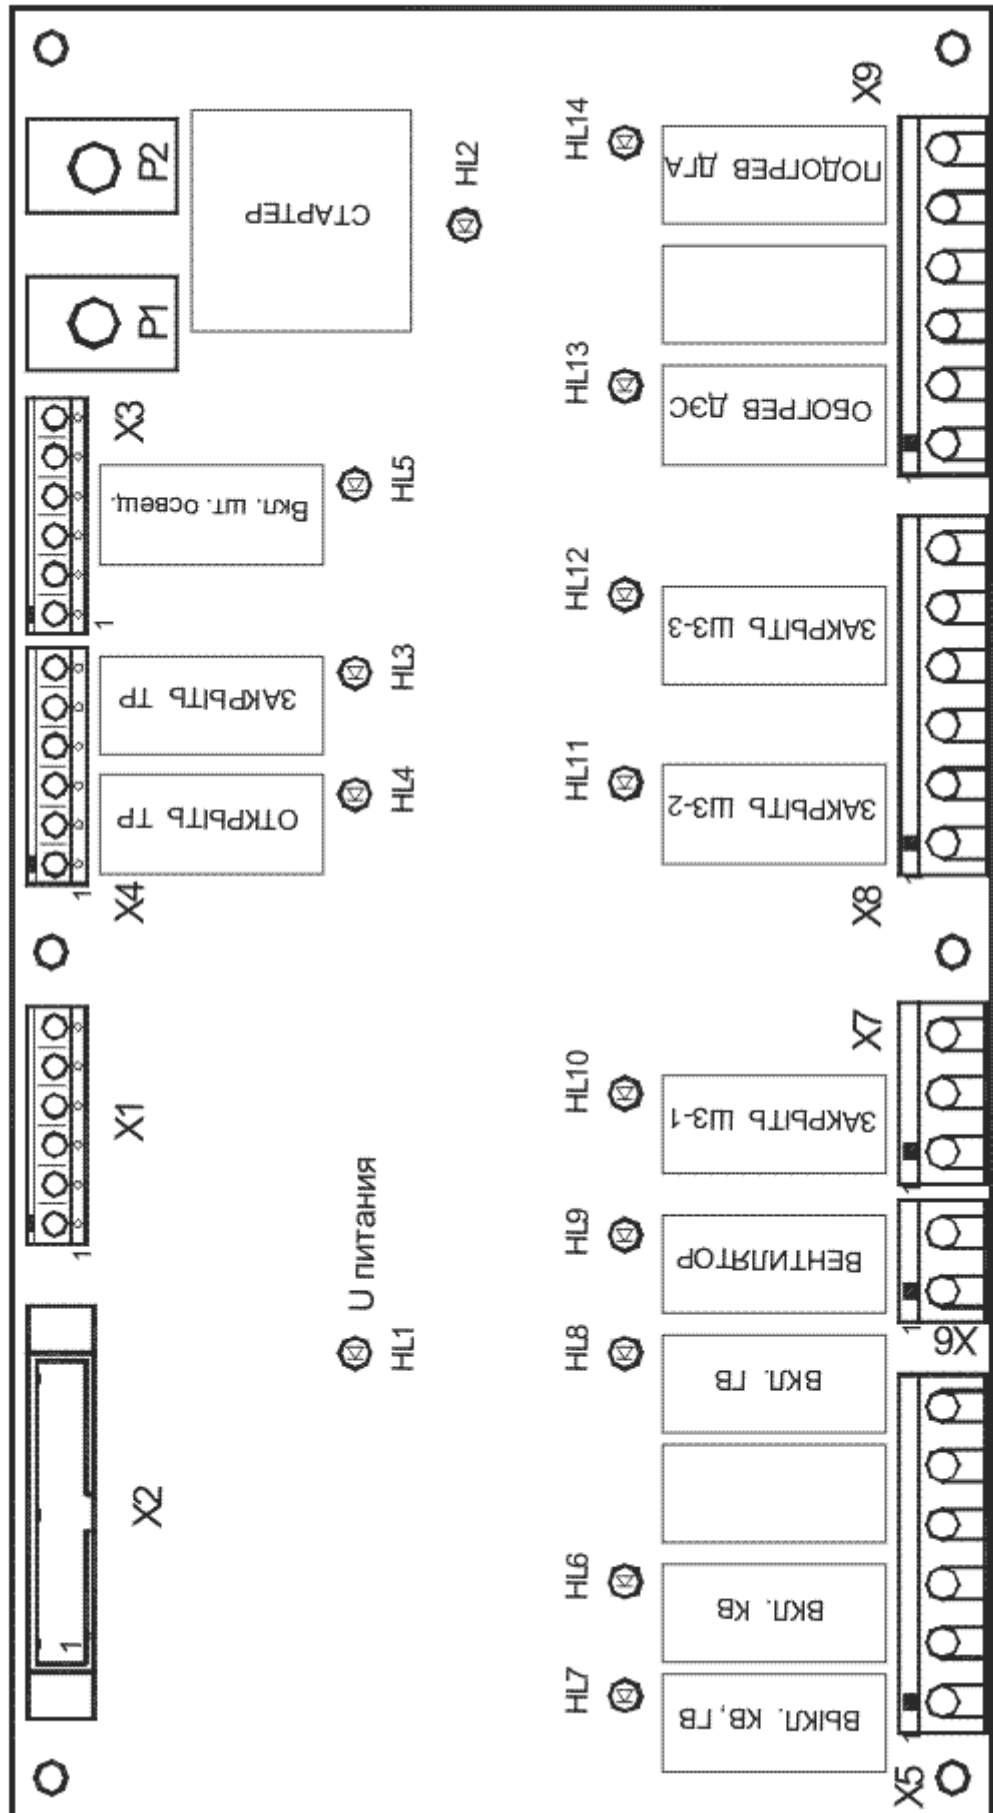 X9
HL14
ПОДОГРЕВ ДГА
P2
HL2
СТАРТЕР
P1
HL13
ОБОГРЕВ ДЭС
1
X3
HL5
Вкл. шт. освещ.
1
HL12
ЗАКРЫТЬ ШЗ-3
HL3
ЗАКРЫТЬ ТР
HL11
ЗАКРЫТЬ ШЗ-2
HL4
ОТКРЫТЬ ТР
1
X4
1
X8
X7
HL10
ЗАКРЫТЬ ШЗ-1
X1
1
1
U питания
HL9
ВЕНТИЛЯТОР
1
X6
HL1
HL8
ВКЛ. ГВ
X2
1
HL6
ВКЛ. КВ
HL7
ВЫКЛ. КВ, ГВ
1
X5